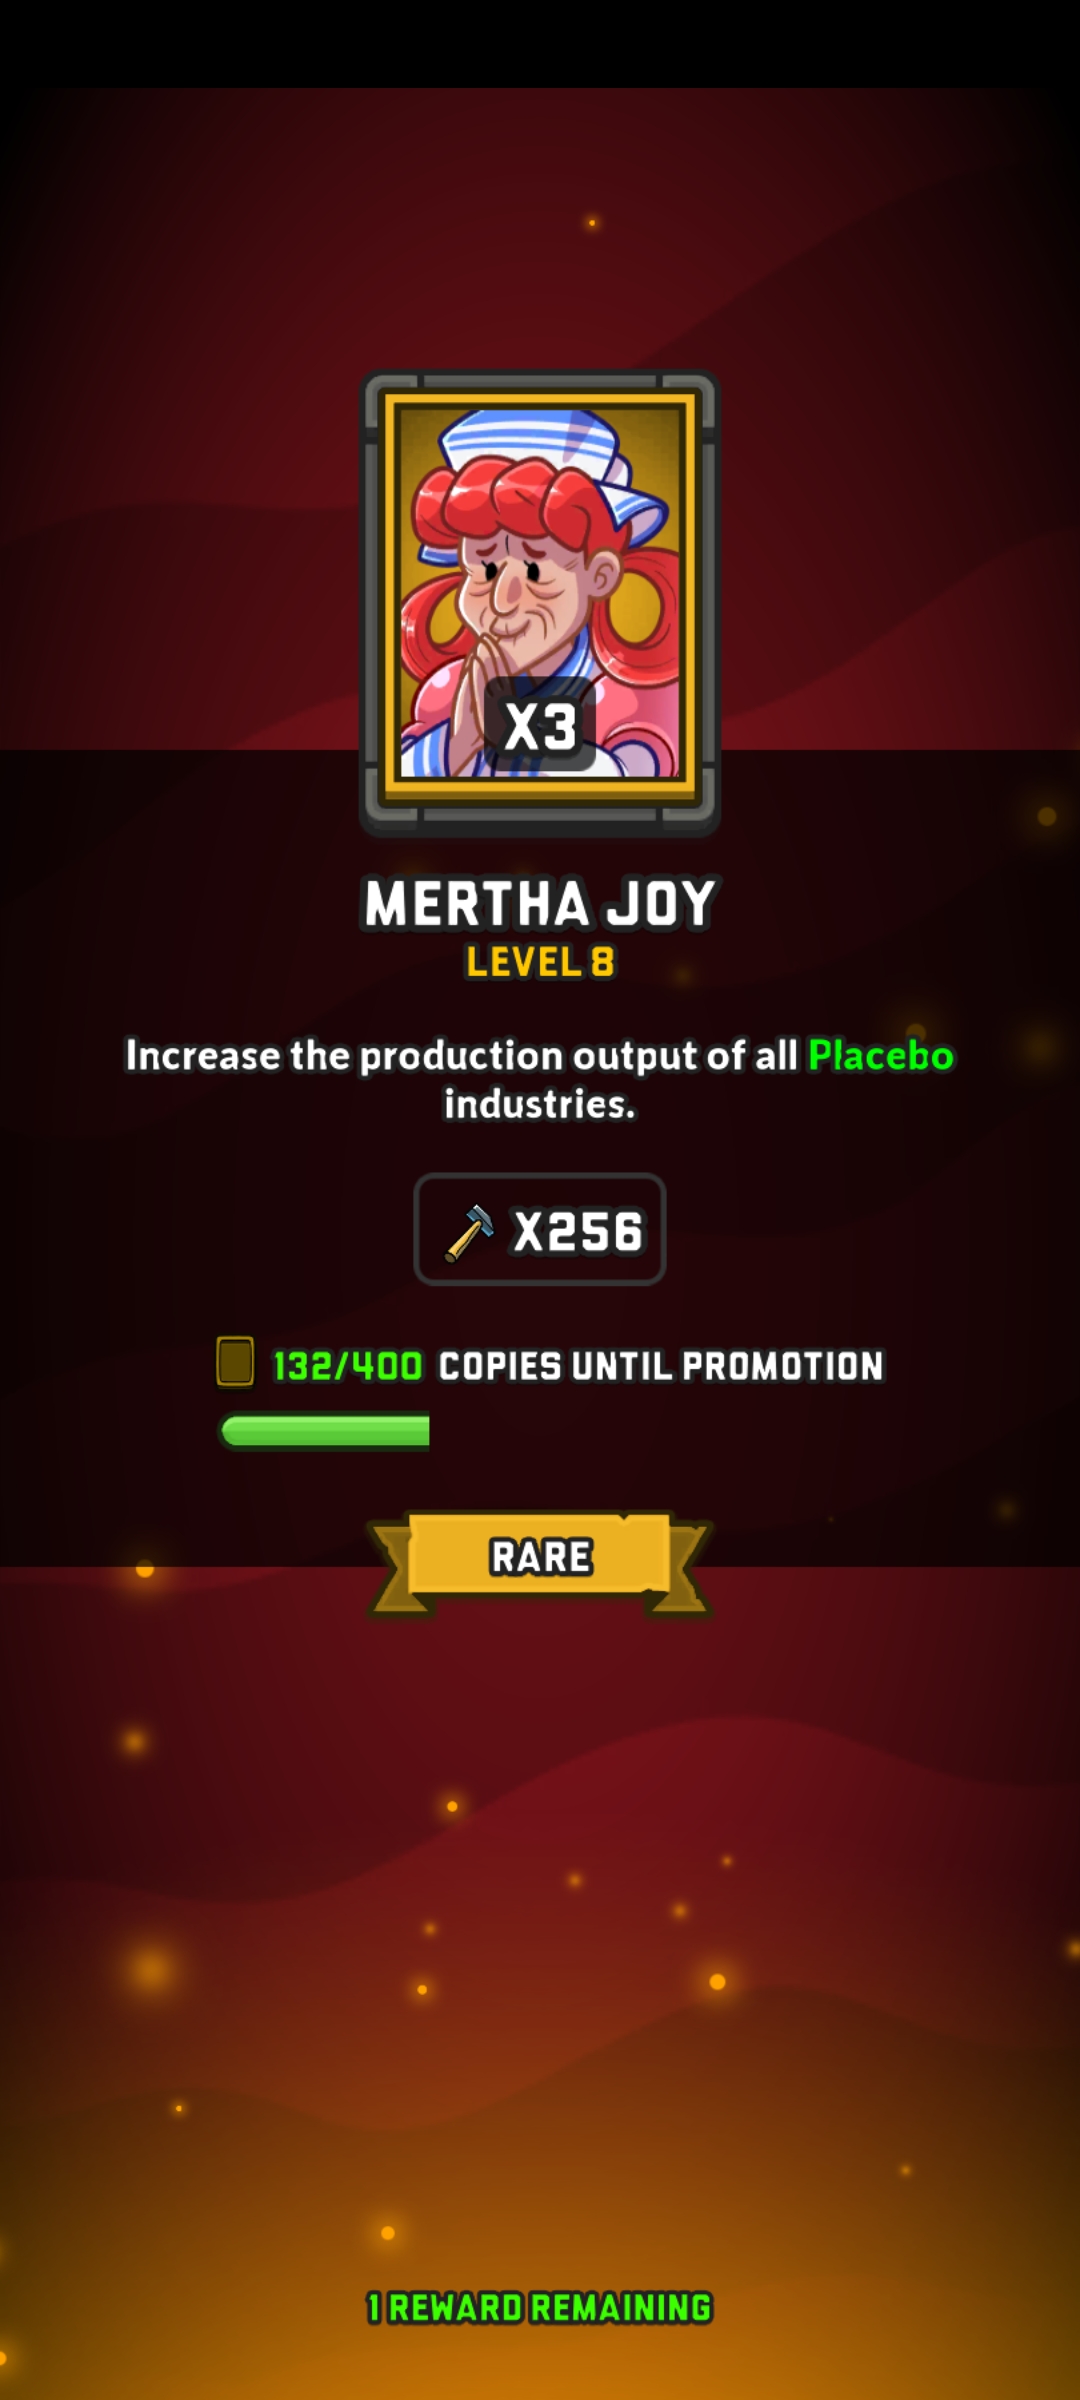 X3
MERTHA JOY
LEVEL 8
Increase the production output of all Placebo
industries.
X256
132/400 COPIES UNTIL PROMOTION
RARE
1 REWARD REMAINING